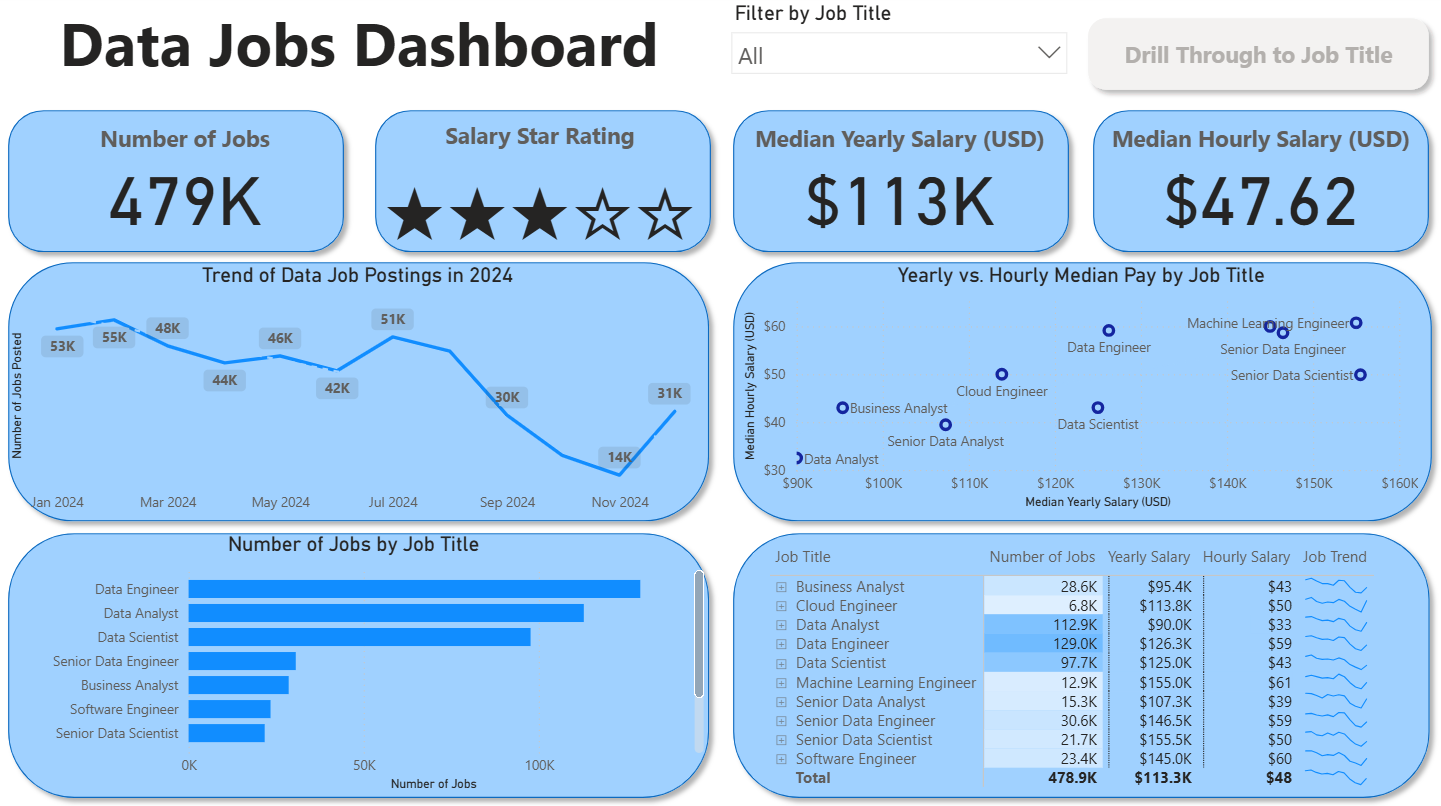 Data Jobs Dashboard
Filter by Job Title
All
Drill Through to Job Title
Number of Jobs
479K
Salary Star Rating
Median Yearly Salary (USD)
$113K
Median Hourly Salary (USD)
$47.62
Trend of Data Job Postings in 2024
Number of Jobs Posted
53K
55K
48K
44K
46K
42K
51K
30K
14K
31K
Jan 2024
Mar 2024
May 2024
Jul 2024
Sep 2024
Nov 2024
Yearly vs. Hourly Median Pay by Job Title
Median Hourly Salary (USD)
$60
$50
$40
$30
Machine Learning Engineer
Data Engineer
Senior Data Engineer
Senior Data Scientist
Cloud Engineer
Business Analyst
Data Scientist
Senior Data Analyst
Data Analyst
$90K
$100K
$110K
$120K
$130K
$140K
$150K
$160K
Median Yearly Salary (USD)
Number of Jobs by Job Title
Data Engineer
Data Analyst
Data Scientist
Senior Data Engineer
Business Analyst
Software Engineer
Senior Data Scientist
0K
50K
100K
Number of Jobs
Job Title Number of Jobs Yearly Salary Hourly Salary Job Trend
Business Analyst 28.6K $95.4K $43
Cloud Engineer 6.8K $113.8K $50
Data Analyst 112.9K $90.0K $33
Data Engineer 129.0K $126.3K $59
Data Scientist 97.7K $125.0K $43
Machine Learning Engineer 12.9K $155.0K $61
Senior Data Analyst 15.3K $107.3K $39
Senior Data Engineer 30.6K $146.5K $59
Senior Data Scientist 21.7K $155.5K $50
Software Engineer 23.4K $145.0K $60
Total 478.9K $113.3K $48